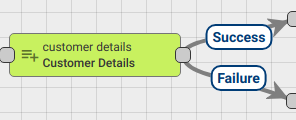 customer details
Customer Details
Success
Failure